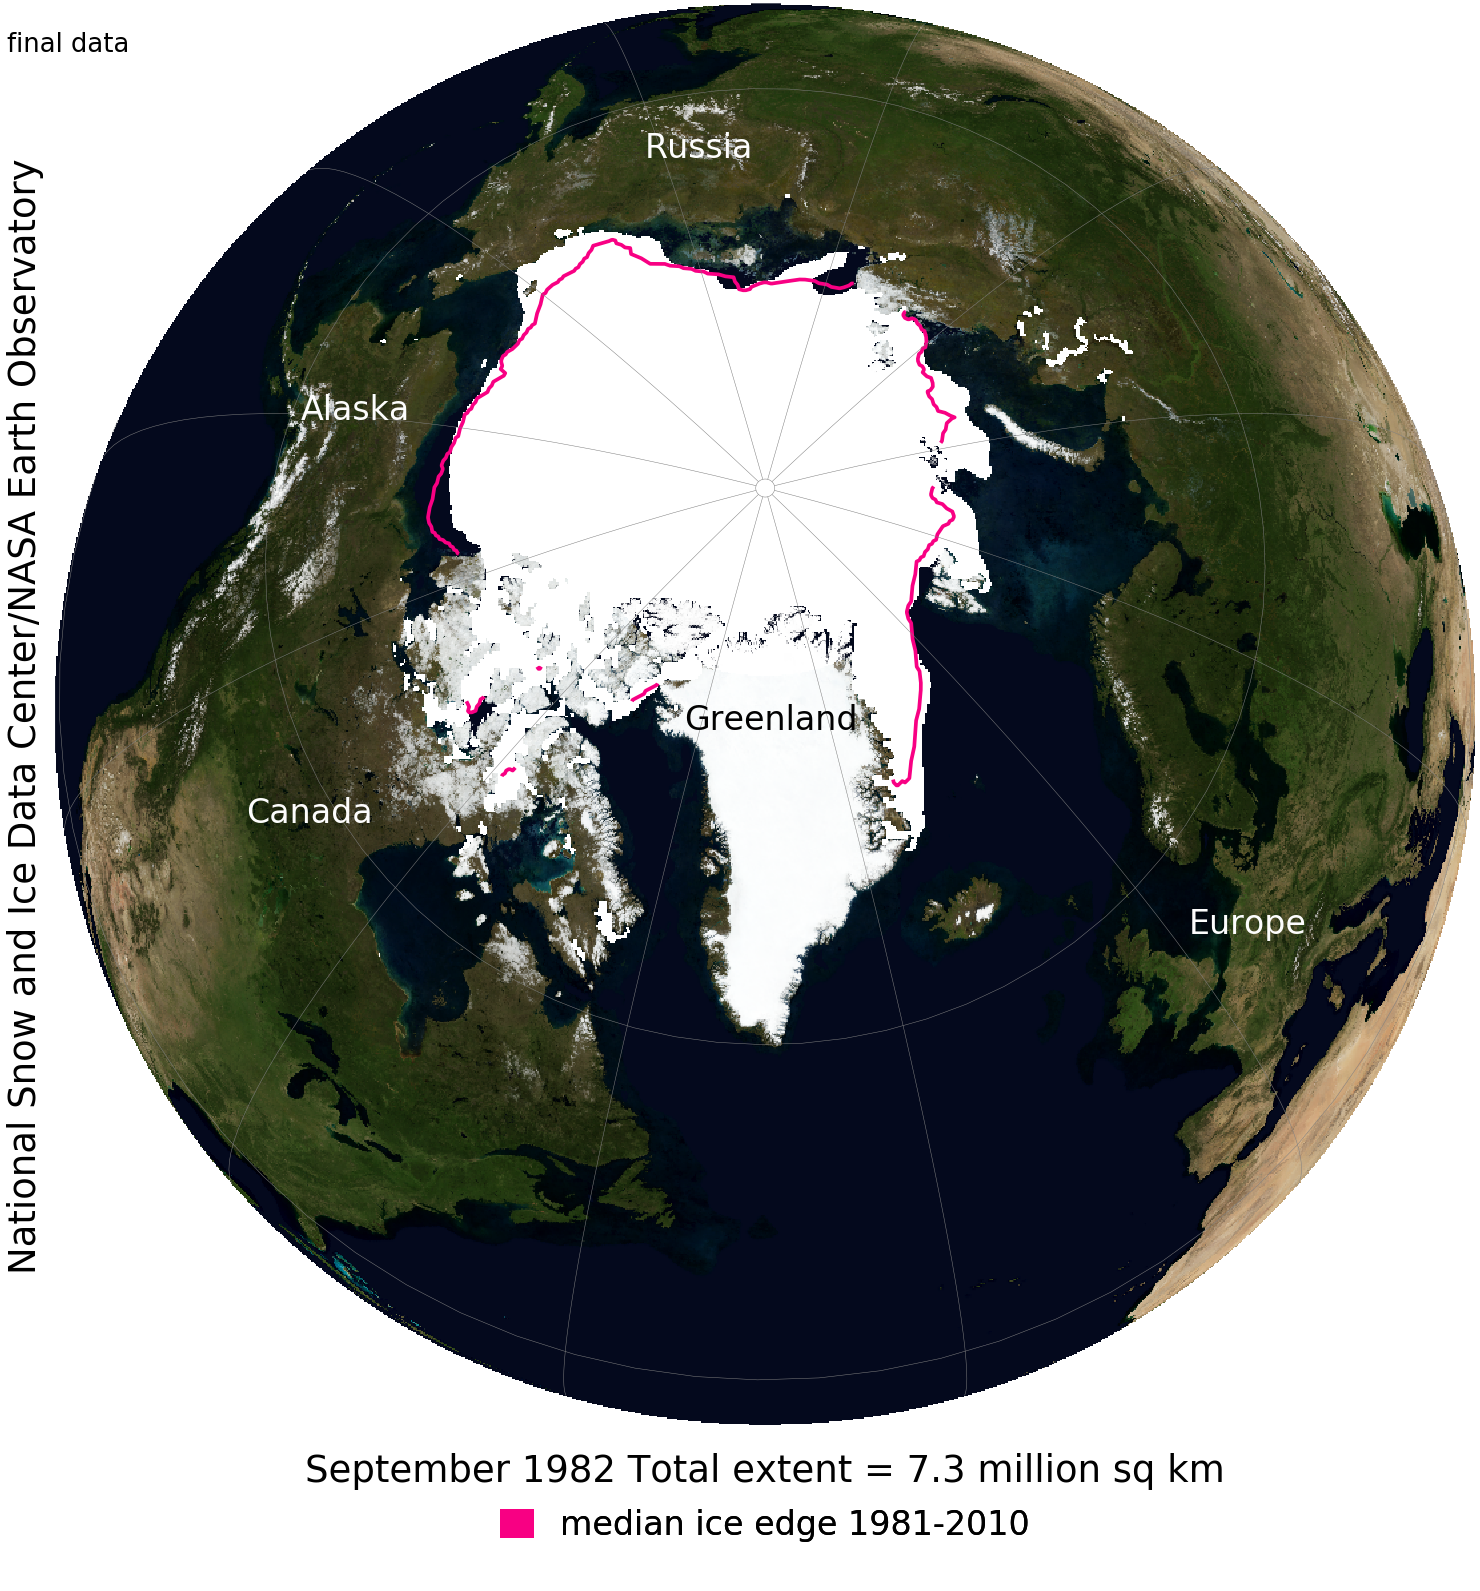 final data
National Snow and Ice Data Center/NASA Earth Observatory
Russia
Alaska
Greenland
Canada
Europe
September 1982 Total extent = 7.3 million sq km
median ice edge 1981-2010